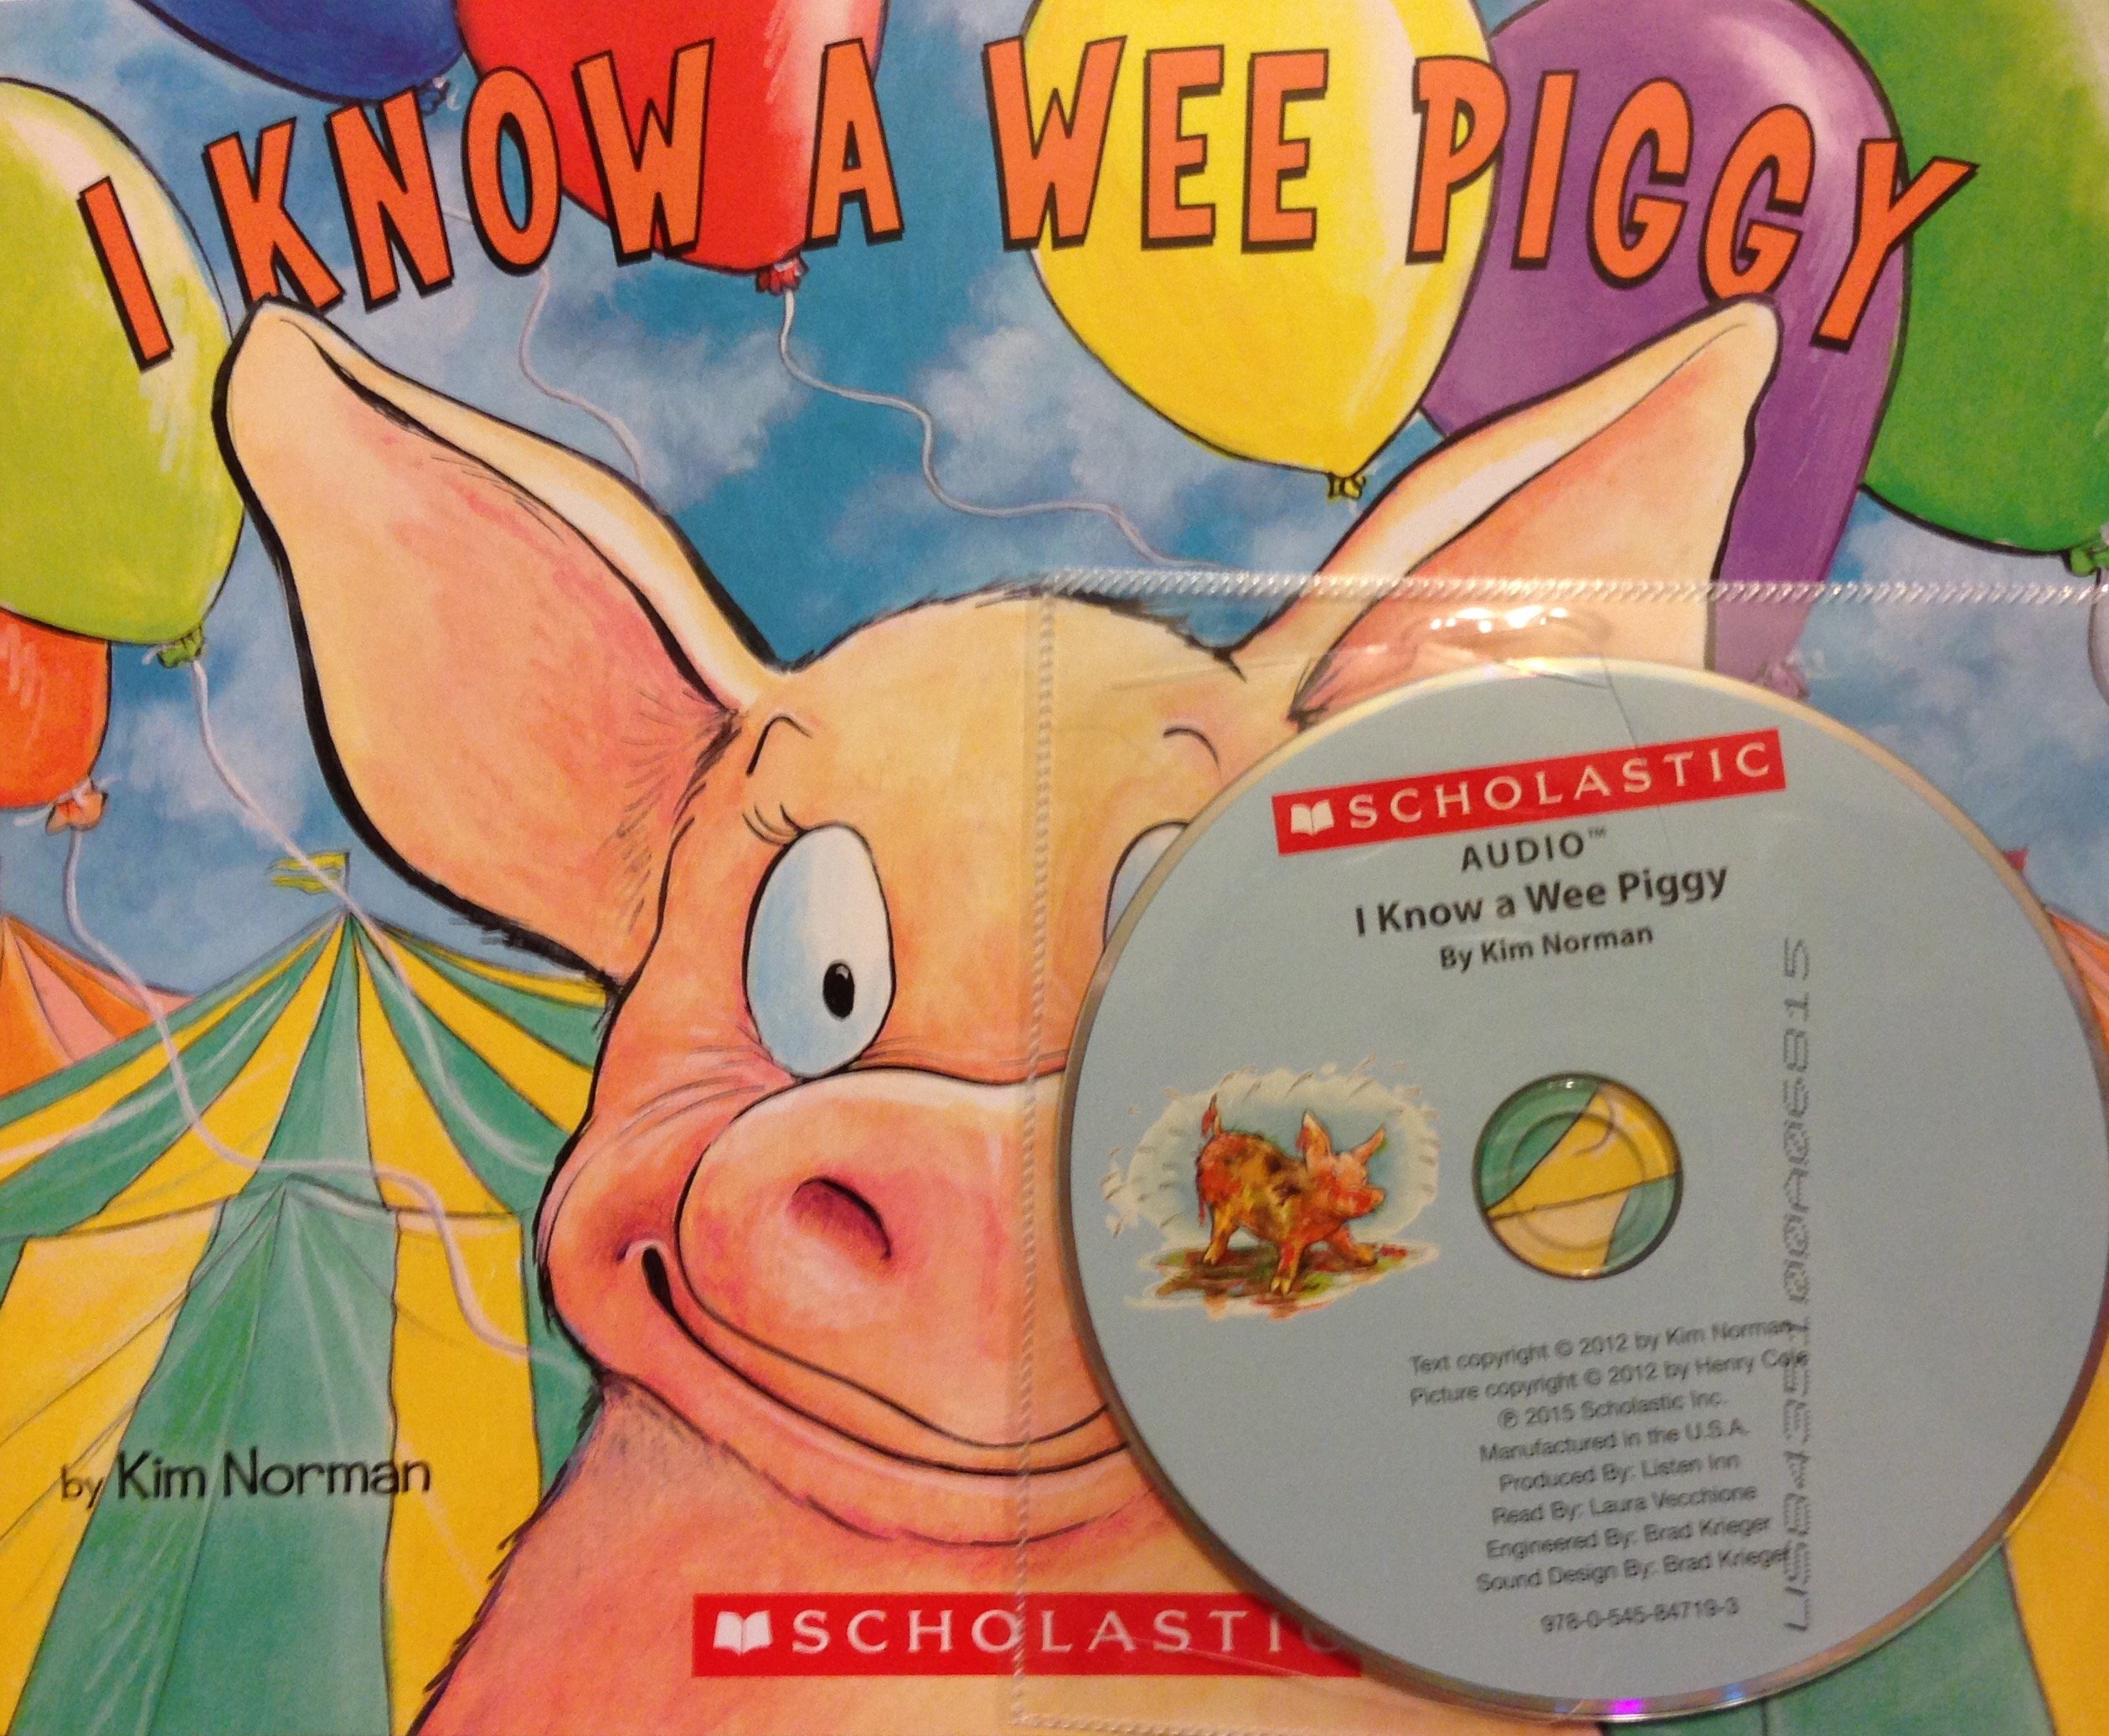 I KNOW A WEE PIGGY
SCHOLASTIC
AUDIO™
I Know a Wee Piggy
By Kim Norman
Text copyright © 2012 by Kim Norman
Picture copyright © 2012 by Henry Cole
℗ 2015 Scholastic Inc.
Manufactured in the U.S.A.
Produced By: Listen Inn
Read By: Laura Vecchione
Engineered By: Brad Krieger
Sound Design By: Brad Krieger
978-0-545-84719-3
by Kim Norman
SCHOLASTIC